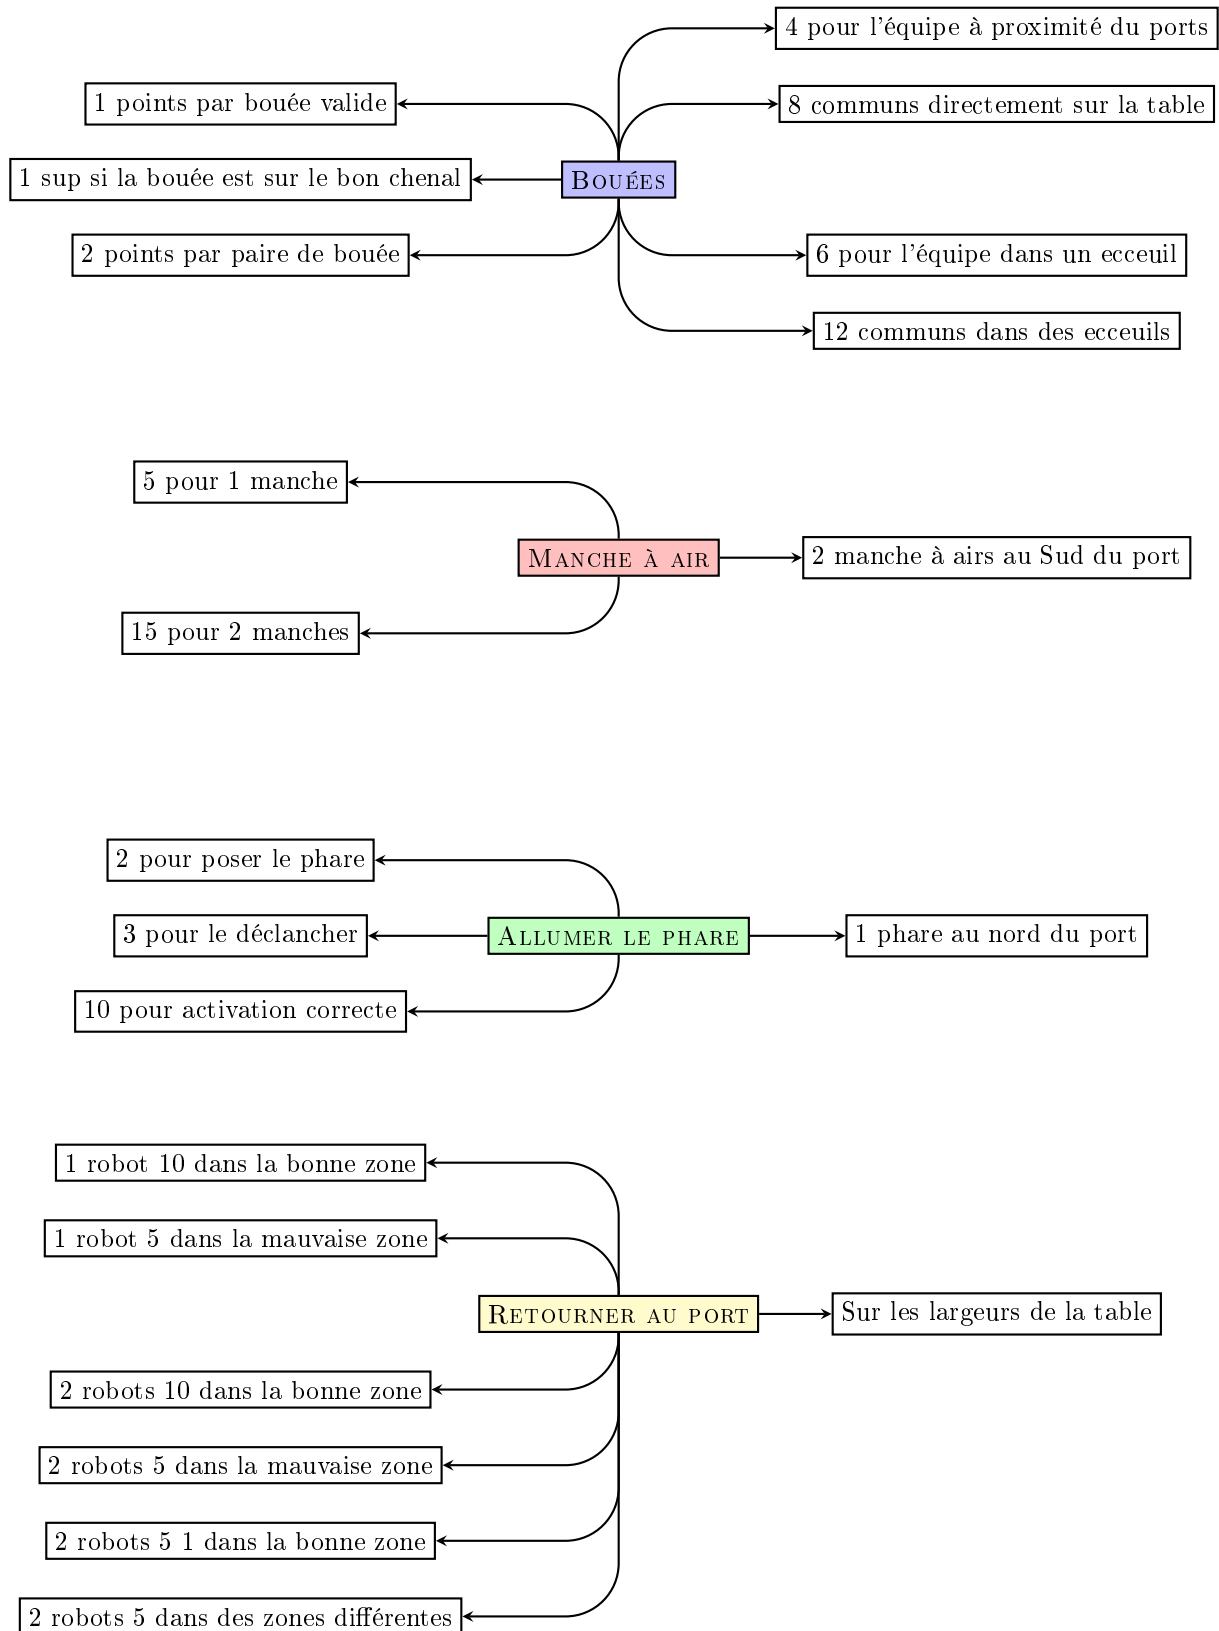 4 pour l'équipe à proximité du ports
1 points par bouée valide
8 communs directement sur la table
1 sup si la bouée est sur le bon chenal
Bouées
2 points par paire de bouée
6 pour l'équipe dans un ecceuil
12 communs dans des ecceuils
5 pour 1 manche
Manche à air
2 manche à airs au Sud du port
15 pour 2 manches
2 pour poser le phare
3 pour le déclancher
Allumer le phare
1 phare au nord du port
10 pour activation correcte
1 robot 10 dans la bonne zone
1 robot 5 dans la mauvaise zone
Retourner au port
Sur les largeurs de la table
2 robots 10 dans la bonne zone
2 robots 5 dans la mauvaise zone
2 robots 5 1 dans la bonne zone
2 robots 5 dans des zones différentes